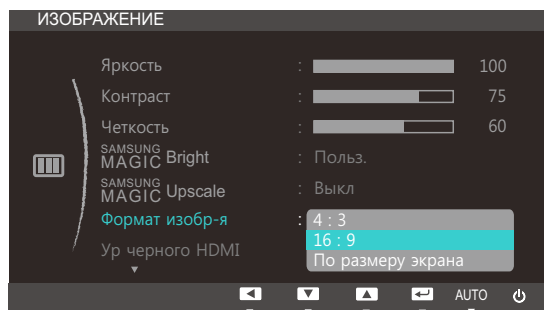 ИЗОБРАЖЕНИЕ
Яркость : 100
Контраст : 75
Четкость : 60
SAMSUNG MAGIC Bright : Польз.
SAMSUNG MAGIC Upscale : Выкл
Формат изобр-я : 4 : 3
16 : 9
Ур черного HDMI
По размеру экрана
AUTO